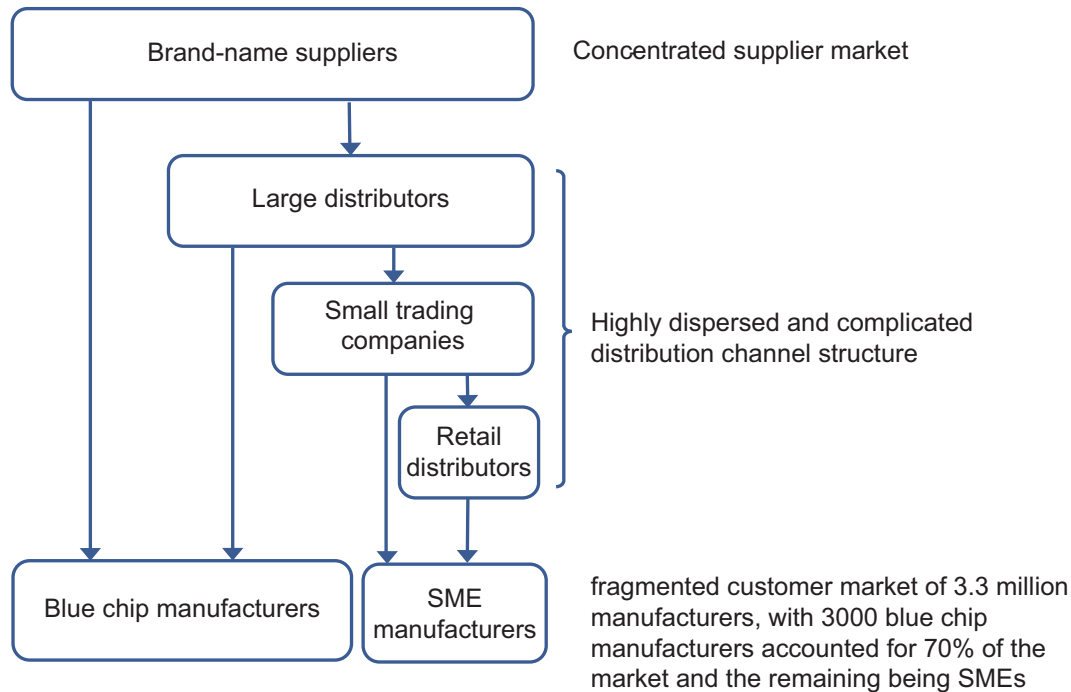 Brand-name suppliers
Concentrated supplier market
Large distributors
Small trading
companies
Highly dispersed and complicated
distribution channel structure
Retail
distributors
Blue chip manufacturers
SME
manufacturers
fragmented customer market of 3.3 million
manufacturers, with 3000 blue chip
manufacturers accounted for 70% of the
market and the remaining being SMEs